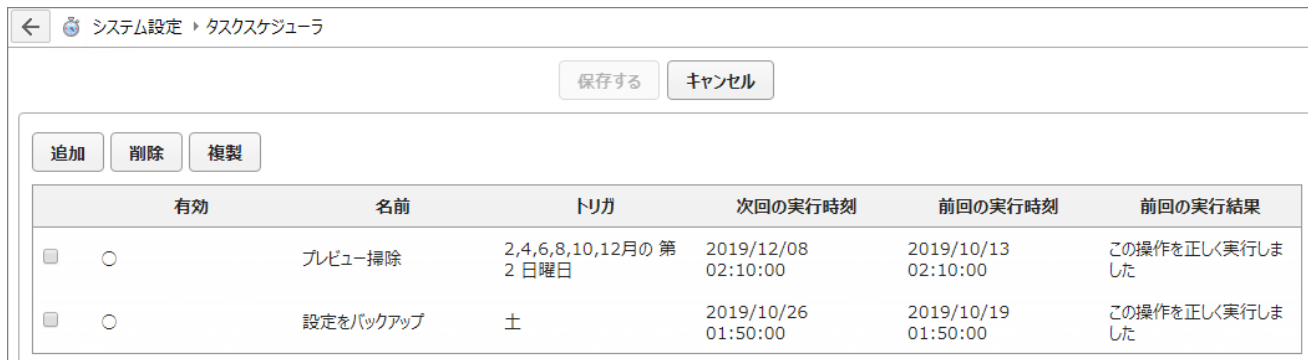 システム設定 ▸ タスクスケジューラ
保存する キャンセル
追加 削除 複製
有効 名前 トリガ 次回の実行時刻 前回の実行時刻 前回の実行結果
○ プレビュー掃除 2,4,6,8,10,12月の 第 2019/12/08 2019/10/13 この操作を正しく実行しま
2 日曜日 02:10:00 02:10:00 した
○ 設定をバックアップ 土 2019/10/26 2019/10/19 この操作を正しく実行しま
01:50:00 01:50:00 した